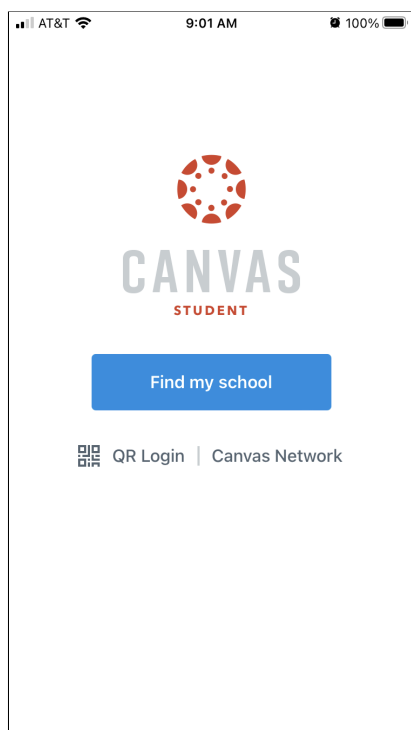 AT&T 9:01 AM 100%
CANVAS
STUDENT
Find my school
QR Login | Canvas Network